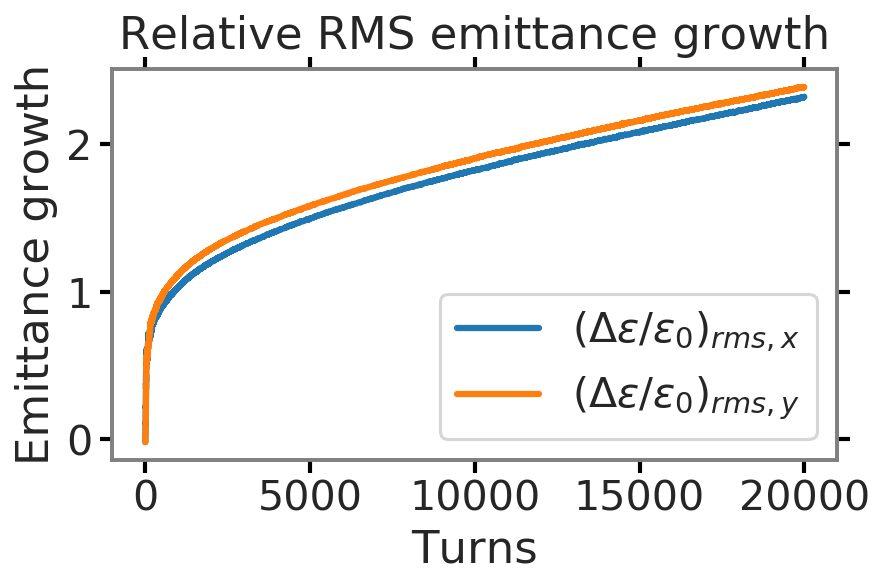 Relative RMS emittance growth
Emittance growth
2
1
0
(Δε/ε₀)ᵣₘₛ,ₓ
(Δε/ε₀)_{rms, y}
0 5000 10000 15000 20000
Turns